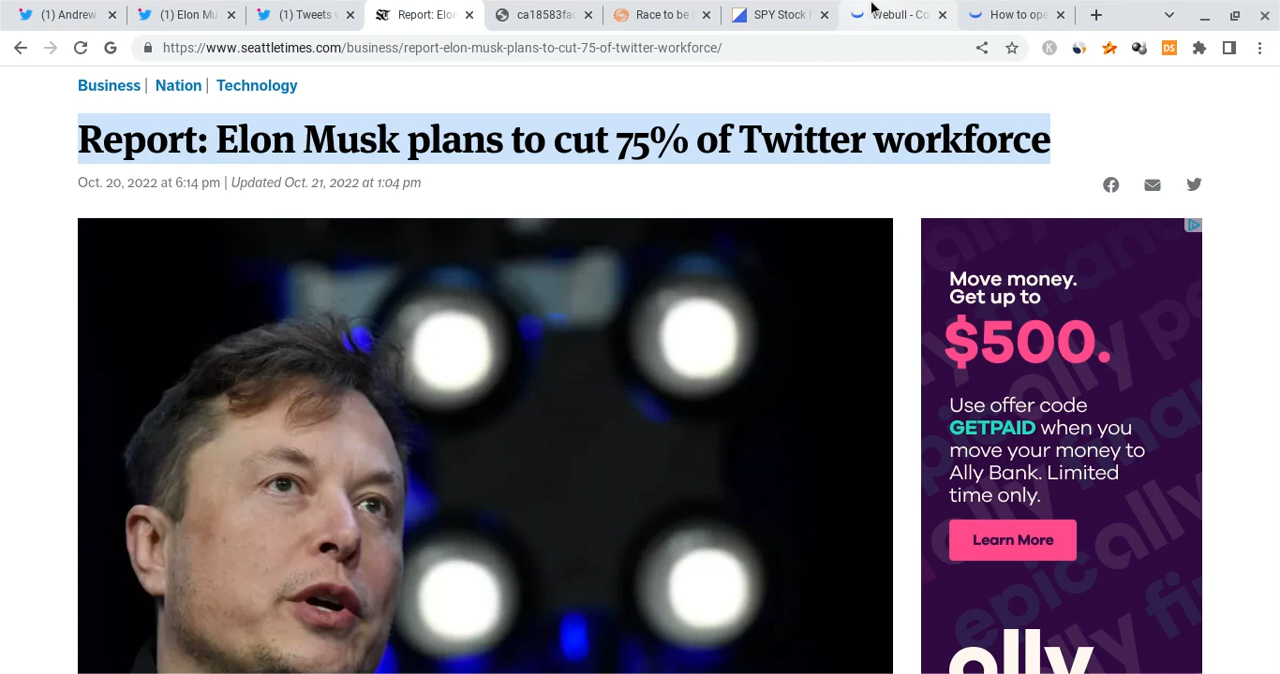 (1) Andrew
(1) Elon Mu
(1) Tweets w
Report: Elon
ca18583fac
Race to be
SPY Stock
Webull - Co
How to ope
https://www.seattletimes.com/business/report-elon-musk-plans-to-cut-75-of-twitter-workforce/
Business | Nation | Technology
Report: Elon Musk plans to cut 75% of Twitter workforce
Oct. 20, 2022 at 6:14 pm | Updated Oct. 21, 2022 at 1:04 pm
Move money.
Get up to
$500.
Use offer code
GETPAID when you
move your money to
Ally Bank. Limited
time only.
Learn More
ally